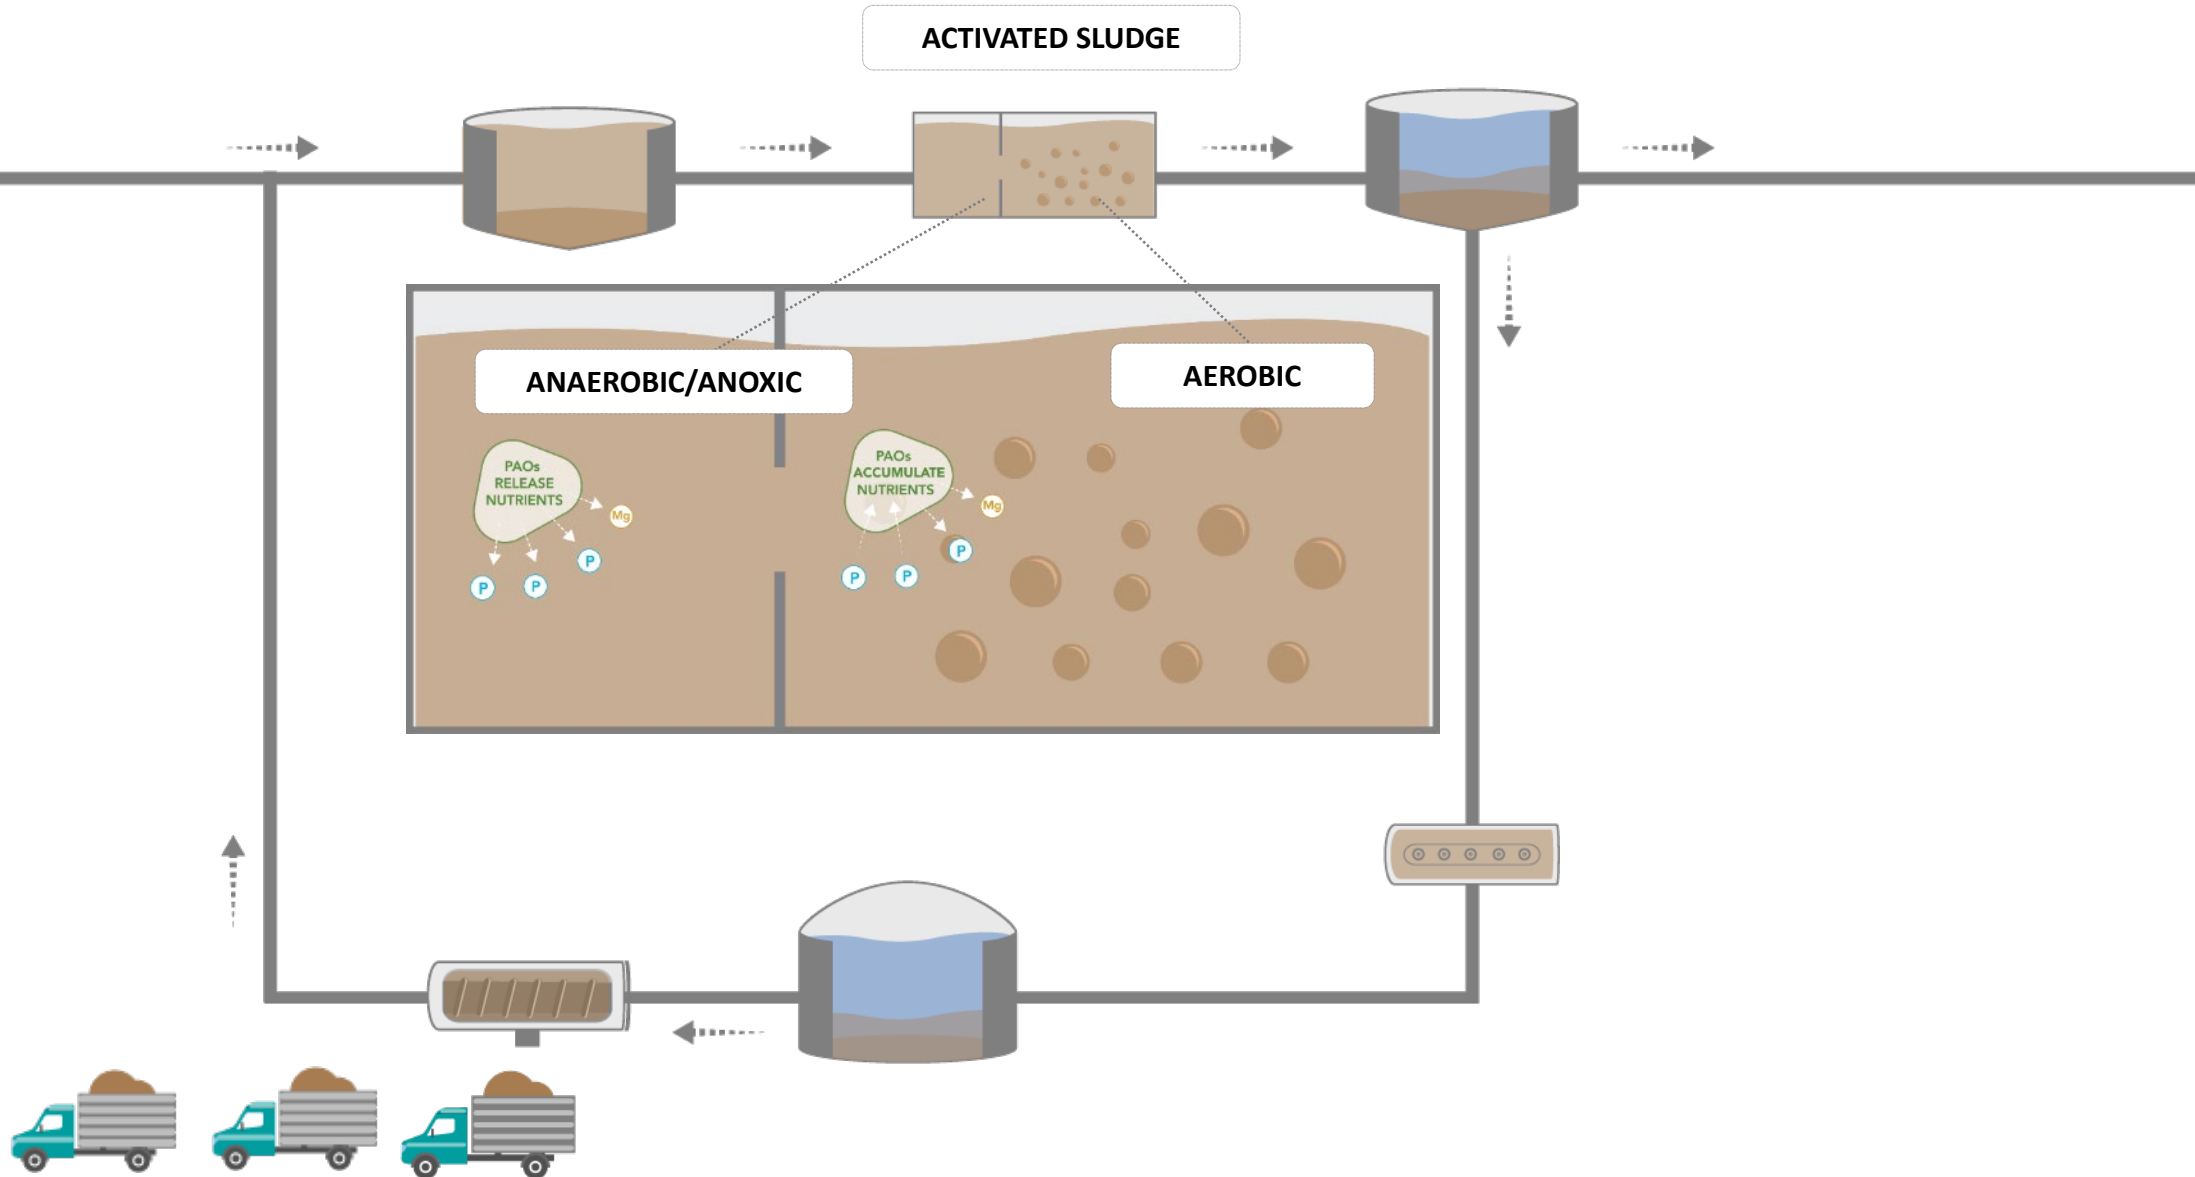 ACTIVATED SLUDGE
ANAEROBIC/ANOXIC
AEROBIC
PAOs
RELEASE
NUTRIENTS
Mg
P
P
P
PAOs
ACCUMULATE
NUTRIENTS
Mg
P
P
P